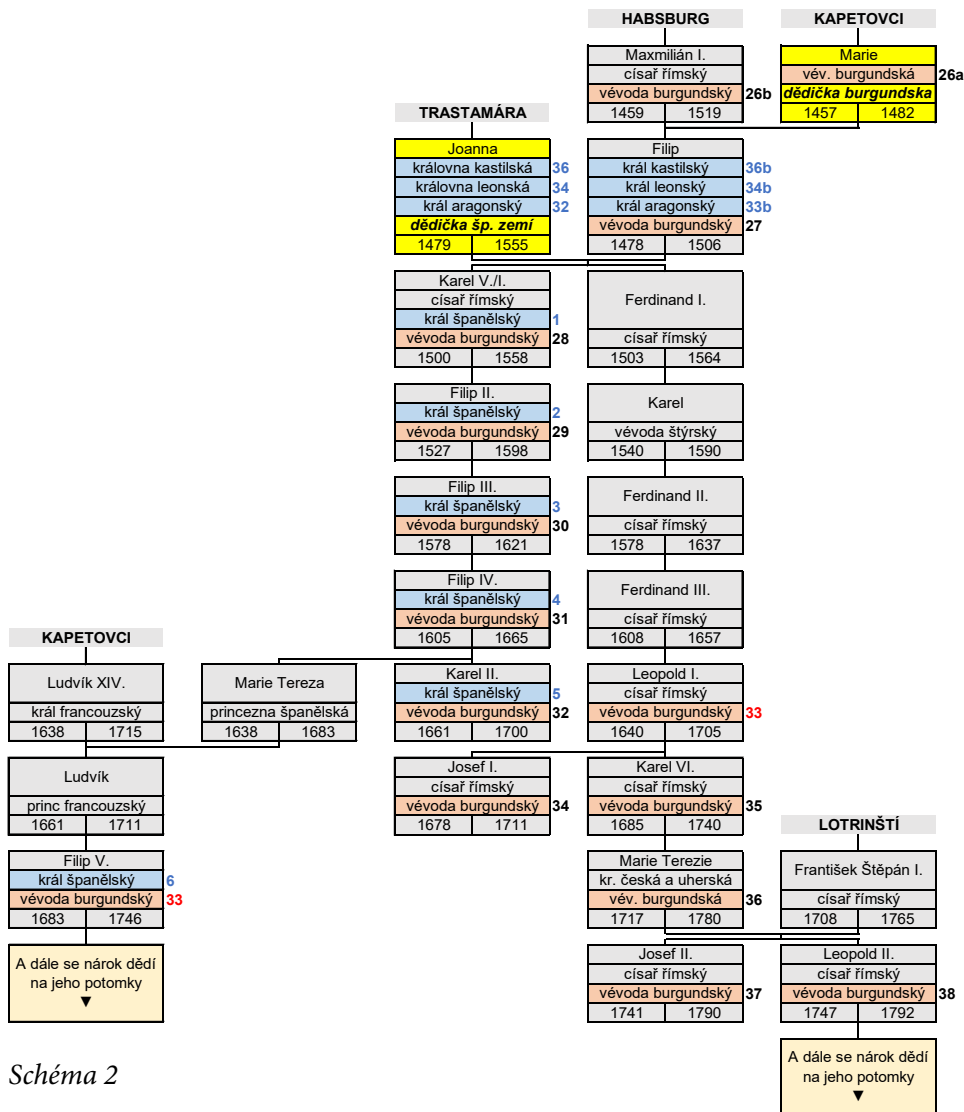 HABSBURG
KAPETOVCI
Maxmilián I.
císař římský
vévoda burgundský 26b
1459 1519
Marie
vév. burgundská 26a
dědička burgundska
1457 1482
TRASTAMÁRA
Joanna
královna kastilská 36
královna leonská 34
král aragonský 32
dědička šp. zemí
1479 1555
Filip
král kastilský 36b
král leonský 34b
král aragonský 33b
vévoda burgundský 27
1478 1506
Karel V./I.
císař římský
král španělský 1
vévoda burgundský 28
1500 1558
Ferdinand I.
císař římský
1503 1564
Filip II.
král španělský 2
vévoda burgundský 29
1527 1598
Karel
vévoda štýrský
1540 1590
Filip III.
král španělský 3
vévoda burgundský 30
1578 1621
Ferdinand II.
císař římský
1578 1637
Filip IV.
král španělský 4
vévoda burgundský 31
1605 1665
Ferdinand III.
císař římský
1608 1657
KAPETOVCI
Ludvík XIV.
král francouzský
1638 1715
Marie Tereza
princezna španělská
1638 1683
Karel II.
král španělský 5
vévoda burgundský 32
1661 1700
Leopold I.
císař římský
vévoda burgundský 33
1640 1705
Ludvík
princ francouzský
1661 1711
Josef I.
císař římský
vévoda burgundský 34
1678 1711
Karel VI.
císař římský
vévoda burgundský 35
1685 1740
LOTRINŠTÍ
Filip V.
král španělský 6
vévoda burgundský 33
1683 1746
Marie Terezie
kr. česká a uherská
vév. burgundská 36
1717 1780
František Štěpán I.
císař římský
1708 1765
A dále se nárok dědí
na jeho potomky
▼
Josef II.
císař římský
vévoda burgundský 37
1741 1790
Leopold II.
císař římský
vévoda burgundský 38
1747 1792
A dále se nárok dědí
na jeho potomky
▼
Schéma 2